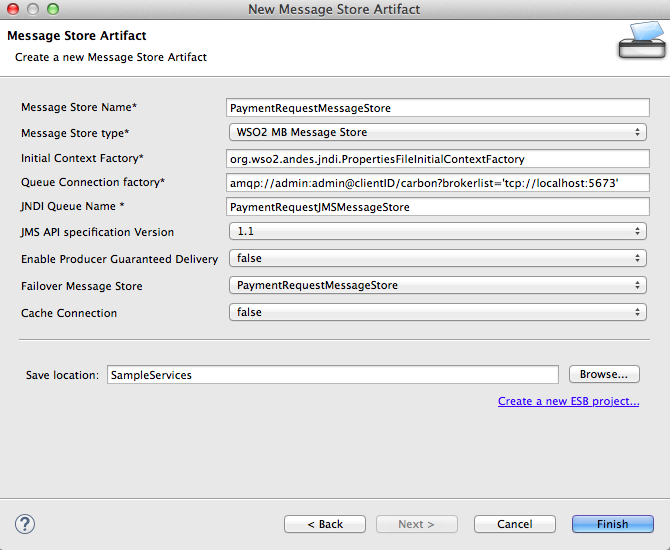 New Message Store Artifact
Message Store Artifact
Create a new Message Store Artifact
Message Store Name* PaymentRequestMessageStore
Message Store type* WSO2 MB Message Store
Initial Context Factory* org.wso2.andes.jndi.PropertiesFileInitialContextFactory
Queue Connection factory* amqp://admin:admin@clientID/carbon?brokerlist='tcp://localhost:5673'
JNDI Queue Name * PaymentRequestJMSMessageStore
JMS API specification Version 1.1
Enable Producer Guaranteed Delivery false
Failover Message Store PaymentRequestMessageStore
Cache Connection false
Save location: SampleServices Browse...
Create a new ESB project...
? < Back Next > Cancel Finish